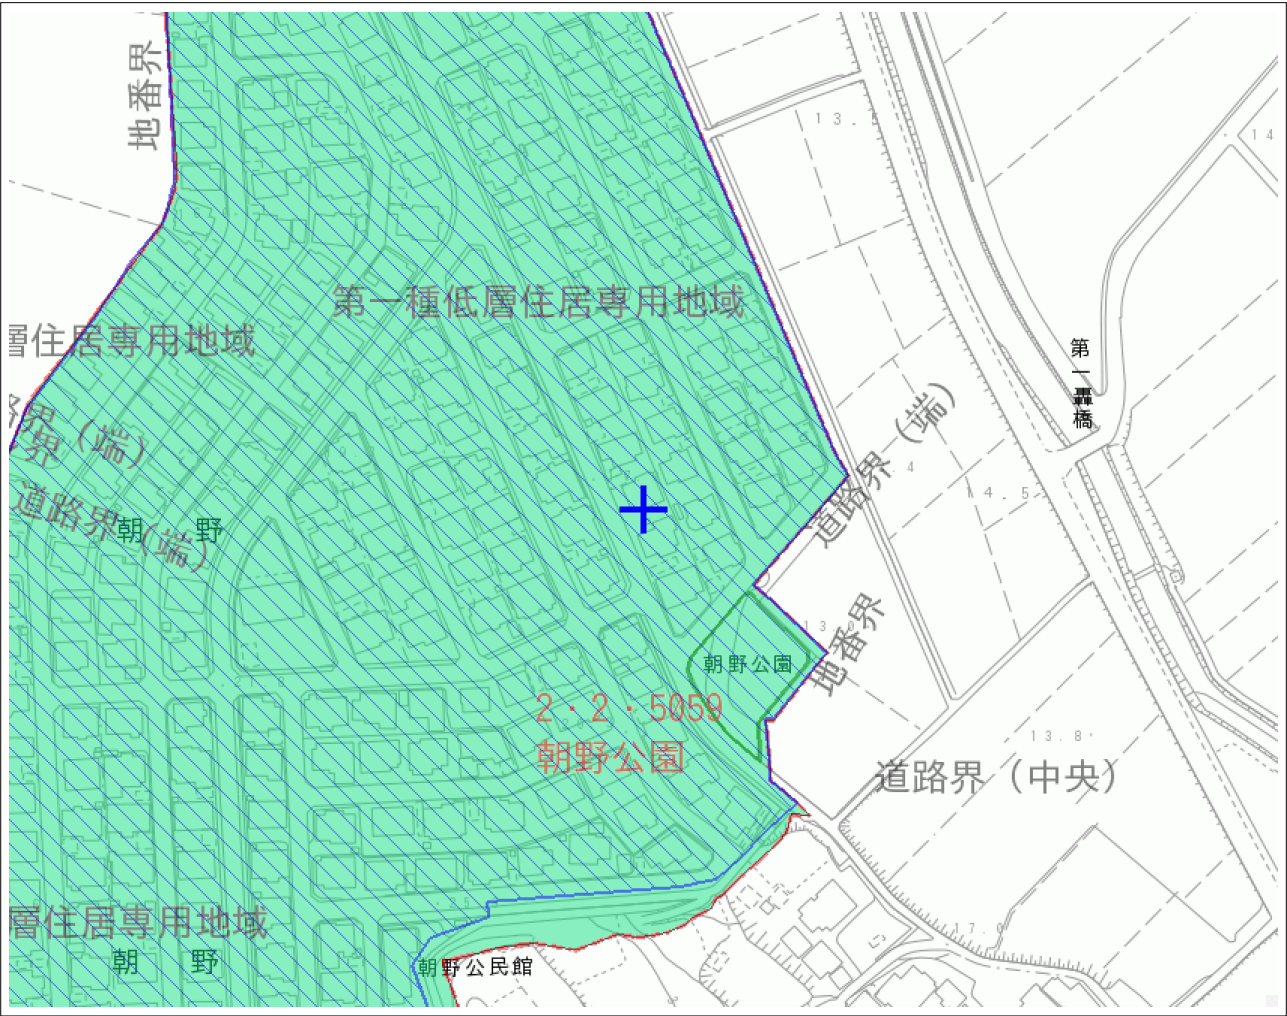 地番界
13.5
14
第一種低層住居専用地域
層住居専用地域
第一轟橋
界（端）
界
道路界（端）
4
14.5
道路界（端）
朝野
13.0
地番界
朝野公園
2・2・5059
朝野公園
13.8
道路界（中央）
層住居専用地域
17.0
朝野
朝野公民館